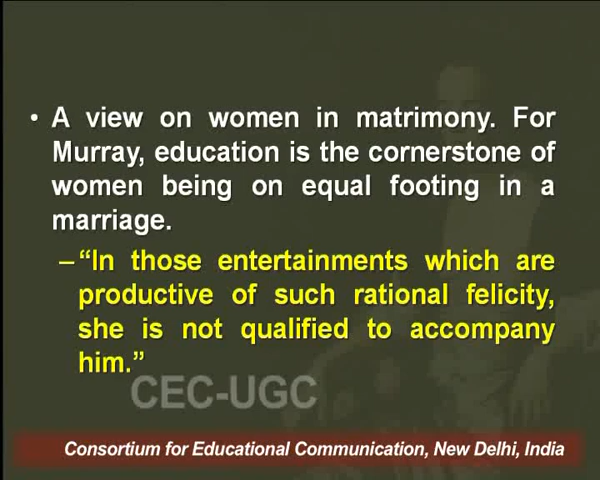 • A view on women in matrimony. For
Murray, education is the cornerstone of
women being on equal footing in a
marriage.
–“In those entertainments which are
productive of such rational felicity,
she is not qualified to accompany
him.”
CEC-UGC
Consortium for Educational Communication, New Delhi, India